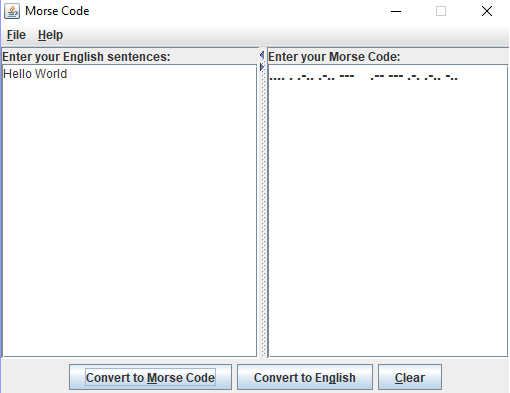 Morse Code
File Help
Enter your English sentences:
Hello World
Enter your Morse Code:
.... . .-.. .-.. ---    .-- --- .-. .-.. -..
Convert to Morse Code Convert to English Clear